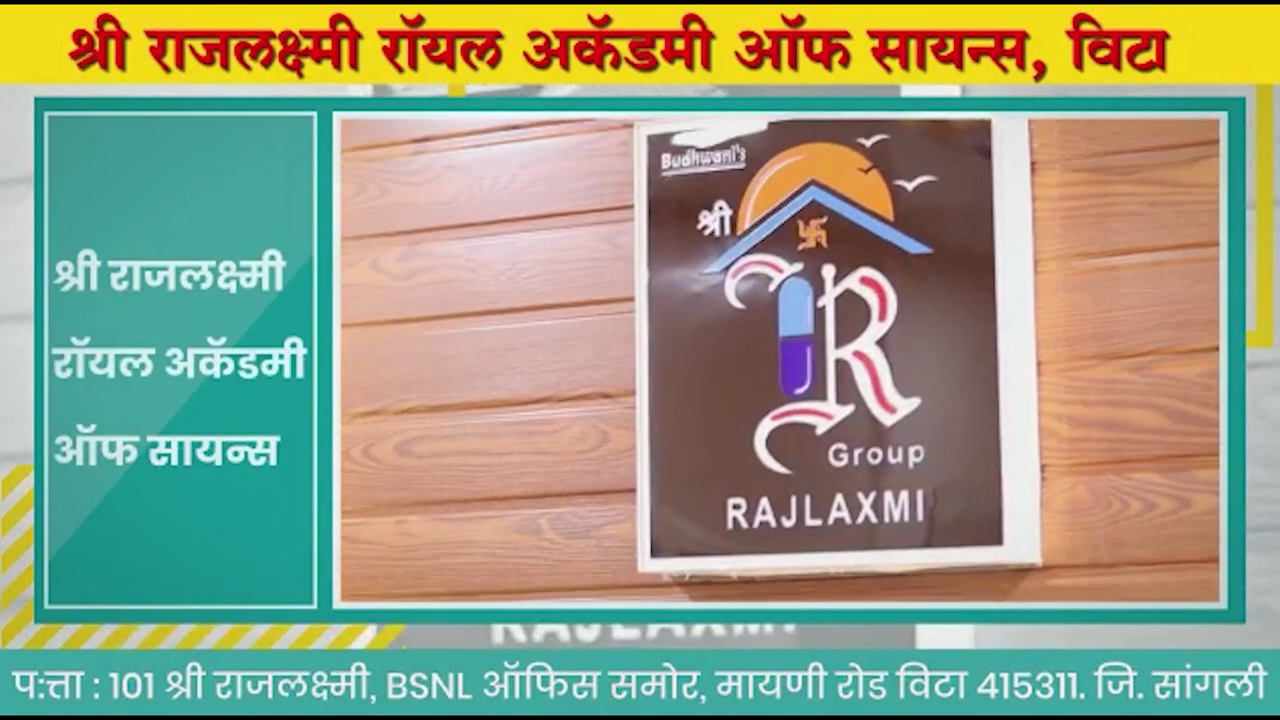 श्री राजलक्ष्मी रॉयल अकॅडमी ऑफ सायन्स, विटा
श्री राजलक्ष्मी
रॉयल अकॅडमी
ऑफ सायन्स
Budhwani's
श्री
R
Group
RAJLAXMI
RAJLAXMI
प:त्ता : 101 श्री राजलक्ष्मी, BSNL ऑफिस समोर, मायणी रोड विटा 415311. जि. सांगली